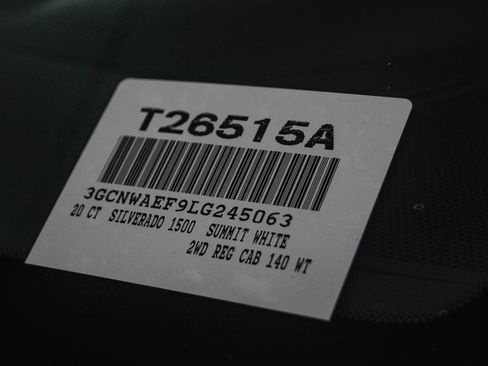 T26515A
3GCNWAEF9LG245063
20 CT SILVERADO 1500 SUMMIT WHITE
2WD REG CAB 140 WT